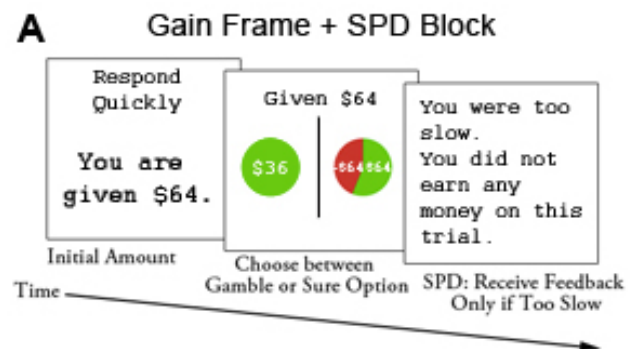 A
Gain Frame + SPD Block
Respond
Quickly
You are
given $64.
Initial Amount
Given $64
$36
-$64
$64
Choose between
Gamble or Sure Option
You were too
slow.
You did not
earn any
money on this
trial.
SPD: Receive Feedback
Only if Too Slow
Time